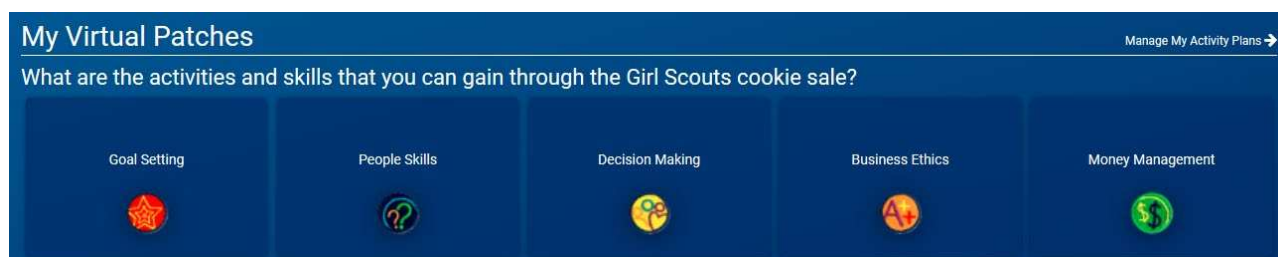 My Virtual Patches
Manage My Activity Plans
What are the activities and skills that you can gain through the Girl Scouts cookie sale?
Goal Setting
People Skills
Decision Making
Business Ethics
Money Management
??
A+
$$